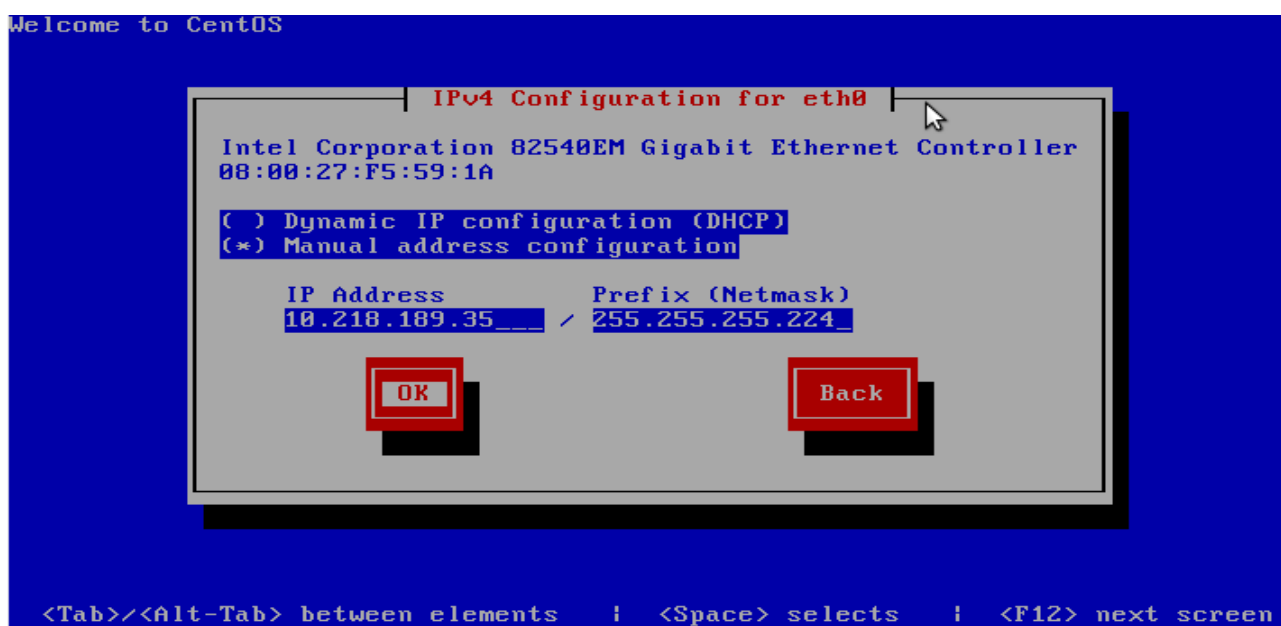 Welcome to CentOS
IPv4 Configuration for eth0
Intel Corporation 82540EM Gigabit Ethernet Controller
08:00:27:F5:59:1A
( ) Dynamic IP configuration (DHCP)
(*) Manual address configuration
IP Address Prefix (Netmask)
10.218.189.35___ / 255.255.255.224_
OK Back
<Tab>/<Alt-Tab> between elements | <Space> selects | <F12> next screen